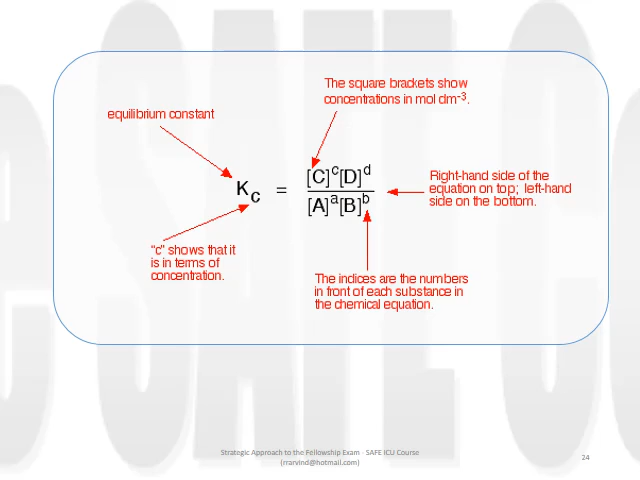 The square brackets show
concentrations in mol dm-3.
equilibrium constant
Kc = [C]c[D]d
[A]a[B]b
Right-hand side of the
equation on top; left-hand
side on the bottom.
"c" shows that it
is in terms of
concentration.
The indices are the numbers
in front of each substance in
the chemical equation.
Strategic Approach to the Fellowship Exam - SAFE ICU Course
(rrarvind@hotmail.com)
24